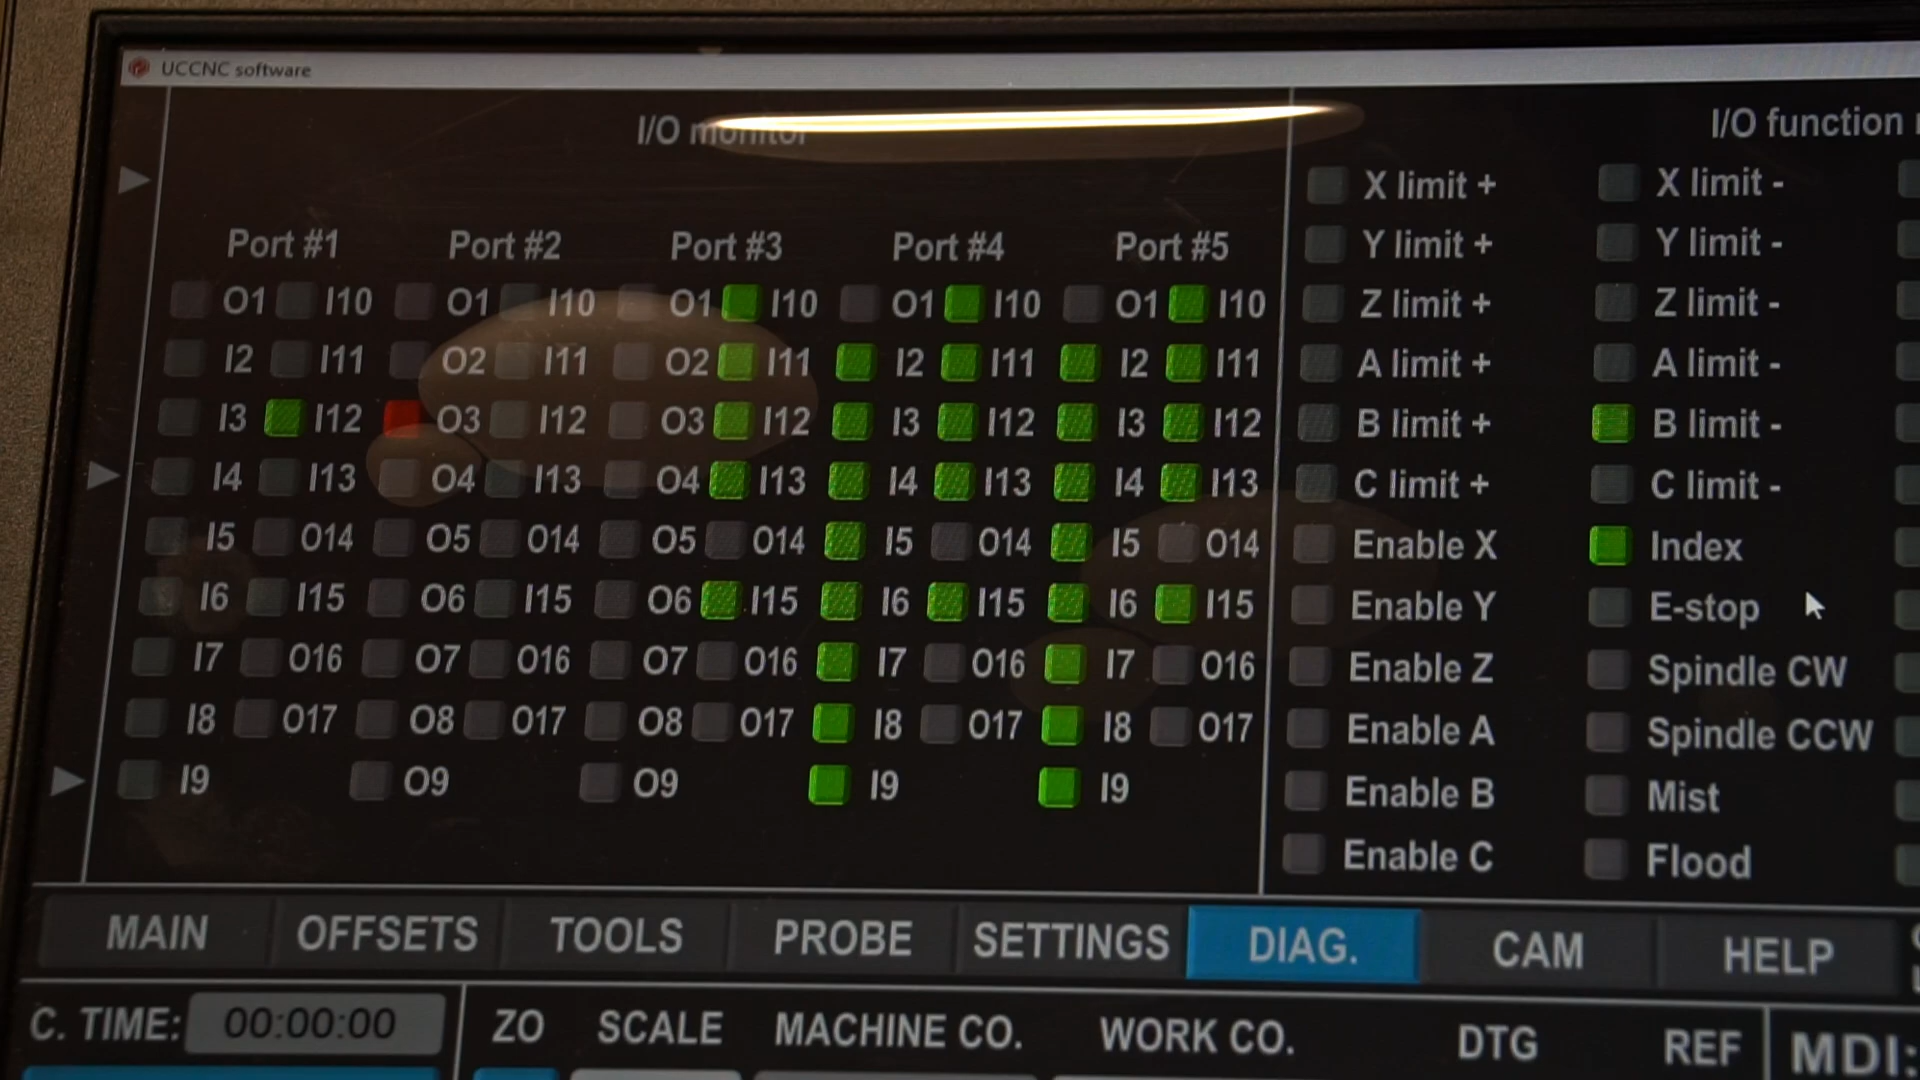 UCCNC software
I/O monitor
Port #1 Port #2 Port #3 Port #4 Port #5
O1 I10 O1 I10 O1 I10 O1 I10 O1 I10
I2 I11 O2 I11 O2 I11 I2 I11 I2 I11
I3 I12 O3 I12 O3 I12 I3 I12 I3 I12
I4 I13 O4 I13 O4 I13 I4 I13 I4 I13
I5 O14 O5 O14 O5 O14 I5 O14 I5 O14
I6 I15 O6 I15 O6 I15 I6 I15 I6 I15
I7 O16 O7 O16 O7 O16 I7 O16 I7 O16
I8 O17 O8 O17 O8 O17 I8 O17 I8 O17
I9 O9 O9 I9 I9
I/O function
X limit + X limit -
Y limit + Y limit -
Z limit + Z limit -
A limit + A limit -
B limit + B limit -
C limit + C limit -
Enable X Index
Enable Y E-stop
Enable Z Spindle CW
Enable A Spindle CCW
Enable B Mist
Enable C Flood
MAIN OFFSETS TOOLS PROBE SETTINGS DIAG. CAM HELP
C. TIME: 00:00:00 ZO SCALE MACHINE CO. WORK CO. DTG REF MDI: